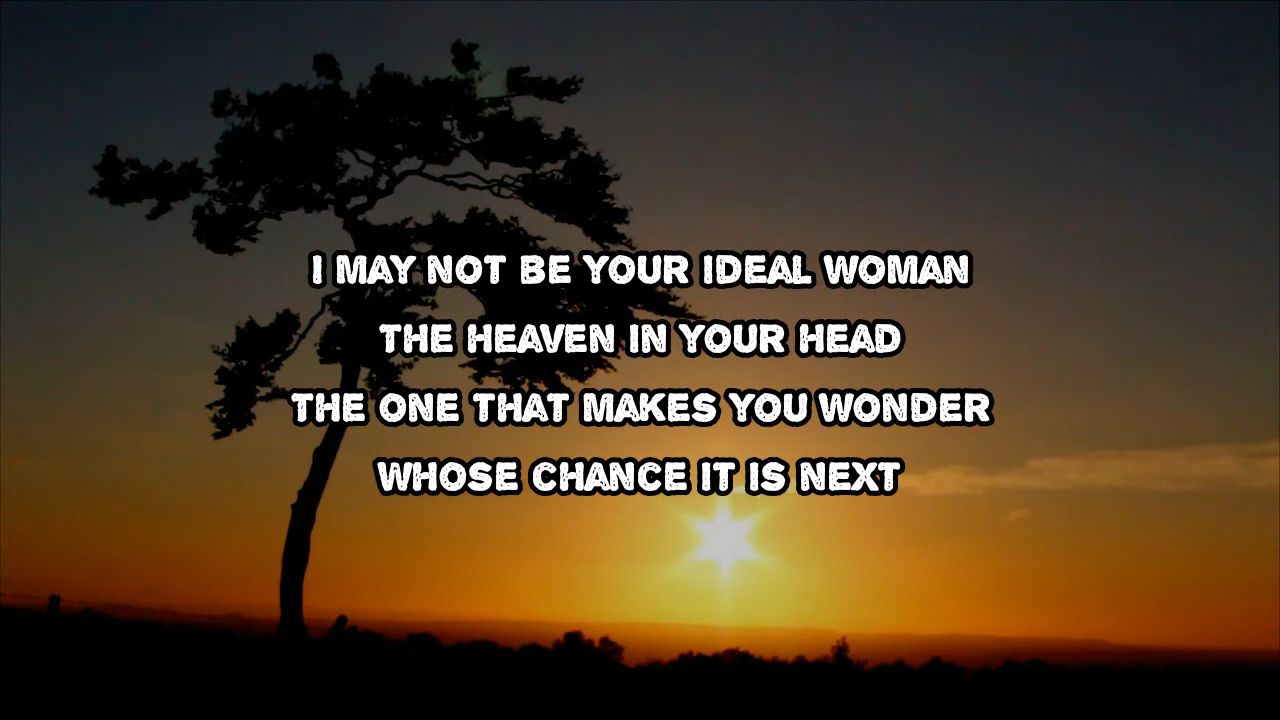 I MAY NOT BE YOUR IDEAL WOMAN
THE HEAVEN IN YOUR HEAD
THE ONE THAT MAKES YOU WONDER
WHOSE CHANCE IT IS NEXT